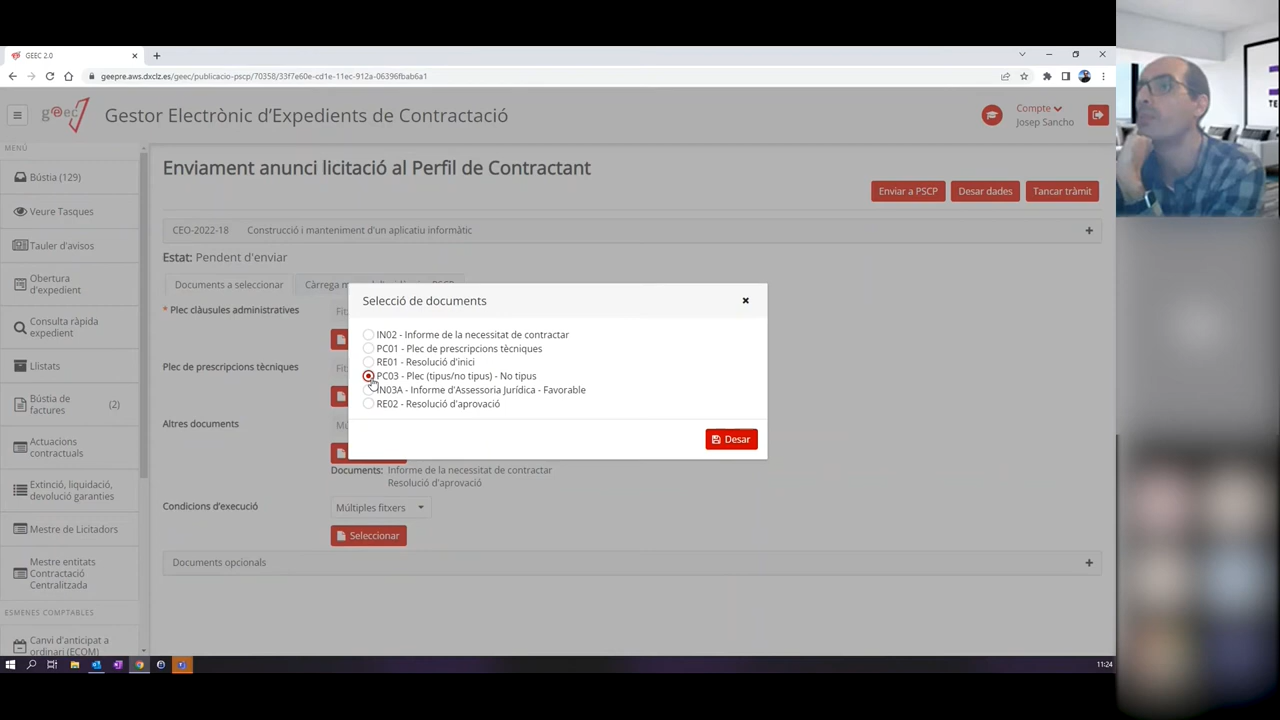 GEEC 2.0
geepre.aws.dxclz.es/geec/publicacio-pscp/70358/33f7e60e-cd1e-11ec-912a-06396fbab6a1
geec
Gestor Electrònic d'Expedients de Contractació
Compte
Josep Sancho
MENÚ
Bústia (129)
Veure Tasques
Tauler d'avisos
Obertura d'expedient
Consulta ràpida expedient
Llistats
Bústia de factures (2)
Actuacions contractuals
Extinció, liquidació, devolució garanties
Mestre de Licitadors
Mestre entitats Contractació Centralitzada
ESMENES COMPTABLES
Canvi d'anticipat a ordinari (ECOM)
Enviament anunci licitació al Perfil de Contractant
Enviar a PSCP
Desar dades
Tancar tràmit
CEO-2022-18 Construcció i manteniment d'un aplicatiu informàtic
Estat: Pendent d'enviar
Documents a seleccionar
Càrrega
* Plec clàusules administratives
Plec de prescripcions tècniques
Altres documents
Documents: Informe de la necessitat de contractar
Resolució d'aprovació
Condicions d'execució
Múltiples fitxers
Seleccionar
Documents opcionals
Selecció de documents
IN02 - Informe de la necessitat de contractar
PC01 - Plec de prescripcions tècniques
RE01 - Resolució d'inici
PC03 - Plec (tipus/no tipus) - No tipus
IN03A - Informe d'Assessoria Jurídica - Favorable
RE02 - Resolució d'aprovació
Desar
11:24